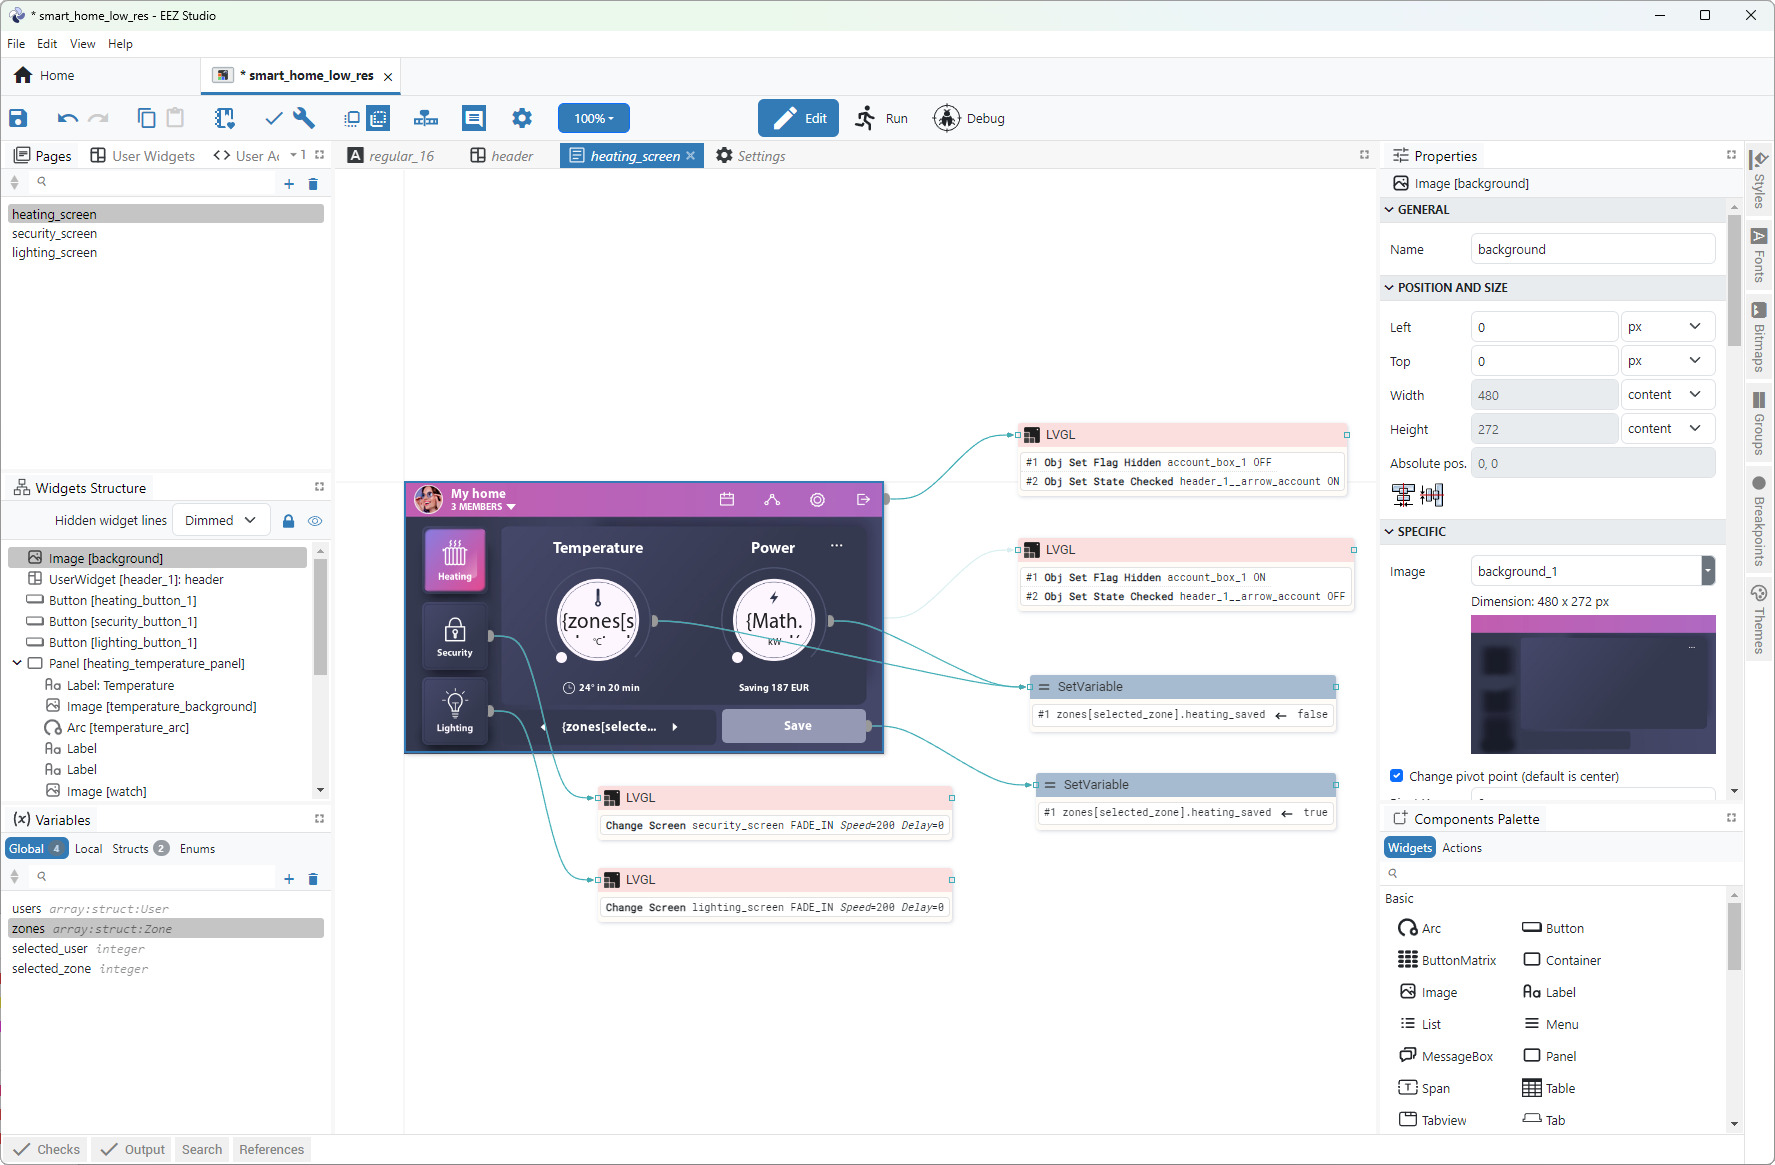 * smart_home_low_res - EEZ Studio
File Edit View Help
Home
* smart_home_low_res
100%
Edit
Run
Debug
Pages
User Widgets
User Ac
1
regular_16
header
heating_screen
Settings
heating_screen
security_screen
lighting_screen
Widgets Structure
Hidden widget lines
Dimmed
Image [background]
UserWidget [header_1]: header
Button [heating_button_1]
Button [security_button_1]
Button [lighting_button_1]
Panel [heating_temperature_panel]
Label: Temperature
Image [temperature_background]
Arc [temperature_arc]
Label
Label
Image [watch]
Variables
Global 4
Local
Structs 2
Enums
users array:struct:User
zones array:struct:Zone
selected_user integer
selected_zone integer
Checks
Output
Search
References
My home
3 MEMBERS
Heating
Security
Lighting
Temperature
Power
...
{zones[s
°C
{Math.
kW
24° in 20 min
Saving 187 EUR
{zones[selecte...
Save
LVGL
#1 Obj Set Flag Hidden account_box_1 OFF
#2 Obj Set State Checked header_1__arrow_account ON
LVGL
#1 Obj Set Flag Hidden account_box_1 ON
#2 Obj Set State Checked header_1__arrow_account OFF
SetVariable
#1 zones[selected_zone].heating_saved ← false
SetVariable
#1 zones[selected_zone].heating_saved ← true
LVGL
Change Screen security_screen FADE_IN Speed=200 Delay=0
LVGL
Change Screen lighting_screen FADE_IN Speed=200 Delay=0
Properties
Image [background]
GENERAL
Name
background
POSITION AND SIZE
Left
0
px
Top
0
px
Width
480
content
Height
272
content
Absolute pos.
0, 0
SPECIFIC
Image
background_1
Dimension: 480 x 272 px
...
Change pivot point (default is center)
Components Palette
Widgets
Actions
Basic
Arc
Button
ButtonMatrix
Container
Image
Label
List
Menu
MessageBox
Panel
Span
Table
Tabview
Tab
Styles
Fonts
Bitmaps
Groups
Breakpoints
Themes